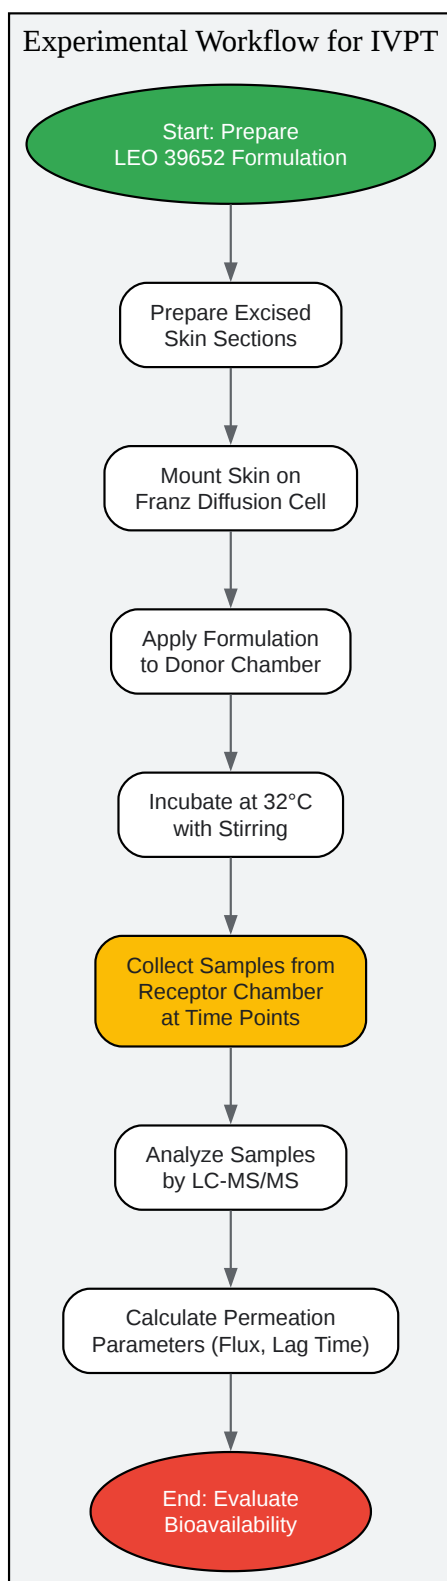 Experimental Workflow for IVPT
Start: Prepare
LEO 39652 Formulation
Prepare Excised
Skin Sections
Mount Skin on
Franz Diffusion Cell
Apply Formulation
to Donor Chamber
Incubate at 32°C
with Stirring
Collect Samples from
Receptor Chamber
at Time Points
Analyze Samples
by LC-MS/MS
Calculate Permeation
Parameters (Flux, Lag Time)
End: Evaluate
Bioavailability